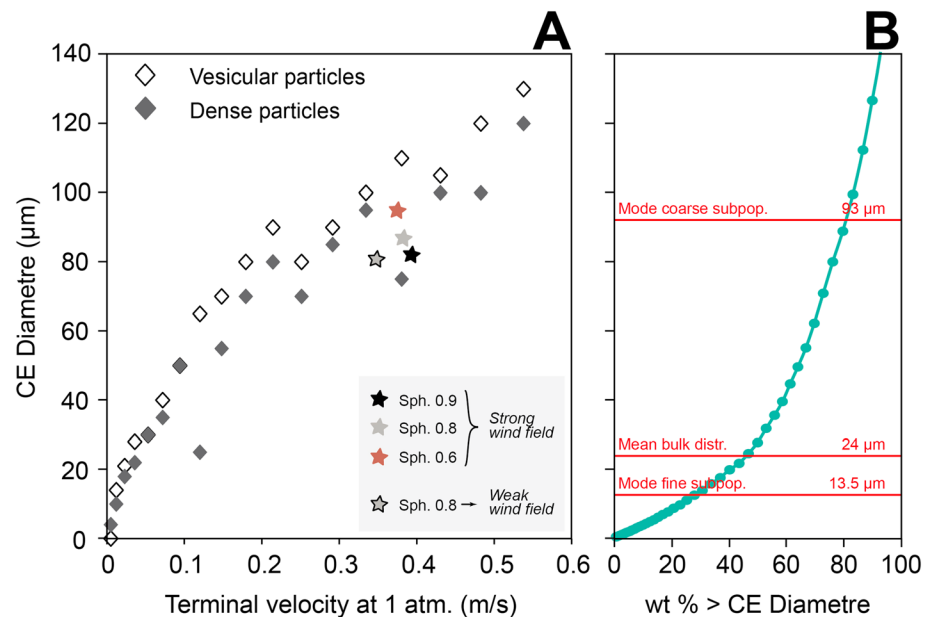 A
B
140
120
100
80
60
40
20
0
CE Diametre (µm)
Vesicular particles
Dense particles
Sph. 0.9
Sph. 0.8
Sph. 0.6
Strong
wind field
Sph. 0.8
Weak
wind field
0
0.1
0.2
0.3
0.4
0.5
0.6
Terminal velocity at 1 atm. (m/s)
Mode coarse subpop. 93 µm
Mean bulk distr. 24 µm
Mode fine subpop. 13.5 µm
0
20
40
60
80
100
wt % > CE Diametre